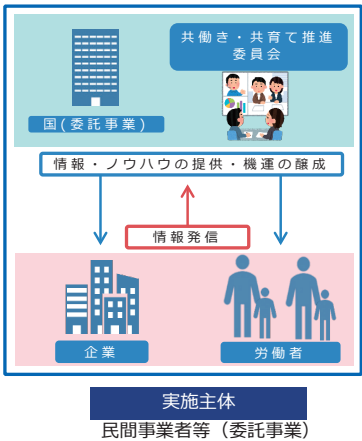 共働き・共育て推進
委員会
国(委託事業)
情報・ノウハウの提供・機運の醸成
情報発信
企業
労働者
実施主体
民間事業者等（委託事業）